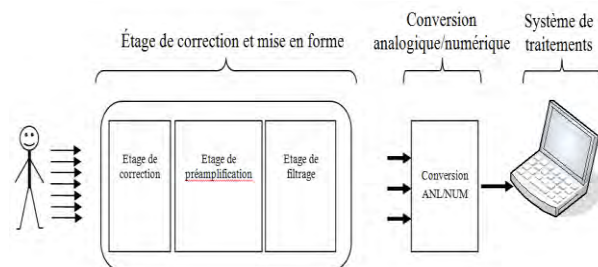 Étage de correction et mise en forme
Conversion
analogique/numérique
Système de
traitements
Etage de
correction
Etage de
préamplification
Etage de
filtrage
Conversion
ANL/NUM